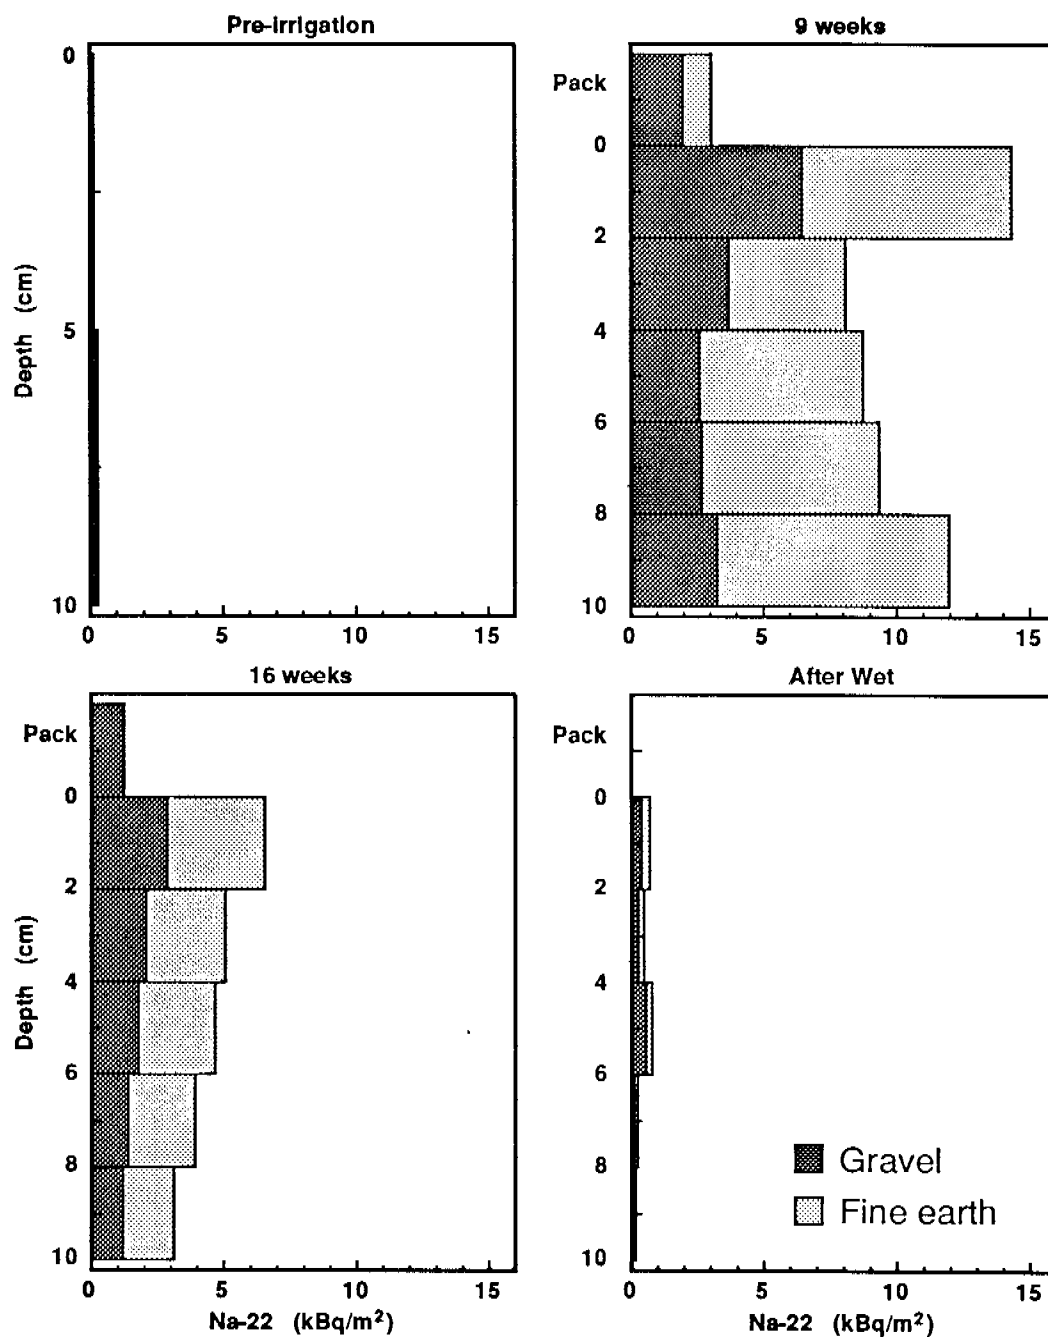 Pre-irrigation
0
5
10
Depth (cm)
0 5 10 15
9 weeks
Pack
0
2
4
6
8
10
0 5 10 15
16 weeks
Pack
0
2
4
6
8
10
Depth (cm)
0 5 10 15
Na-22 (kBq/m²)
After Wet
Pack
0
2
4
6
8
10
Gravel
Fine earth
0 5 10 15
Na-22 (kBq/m²)